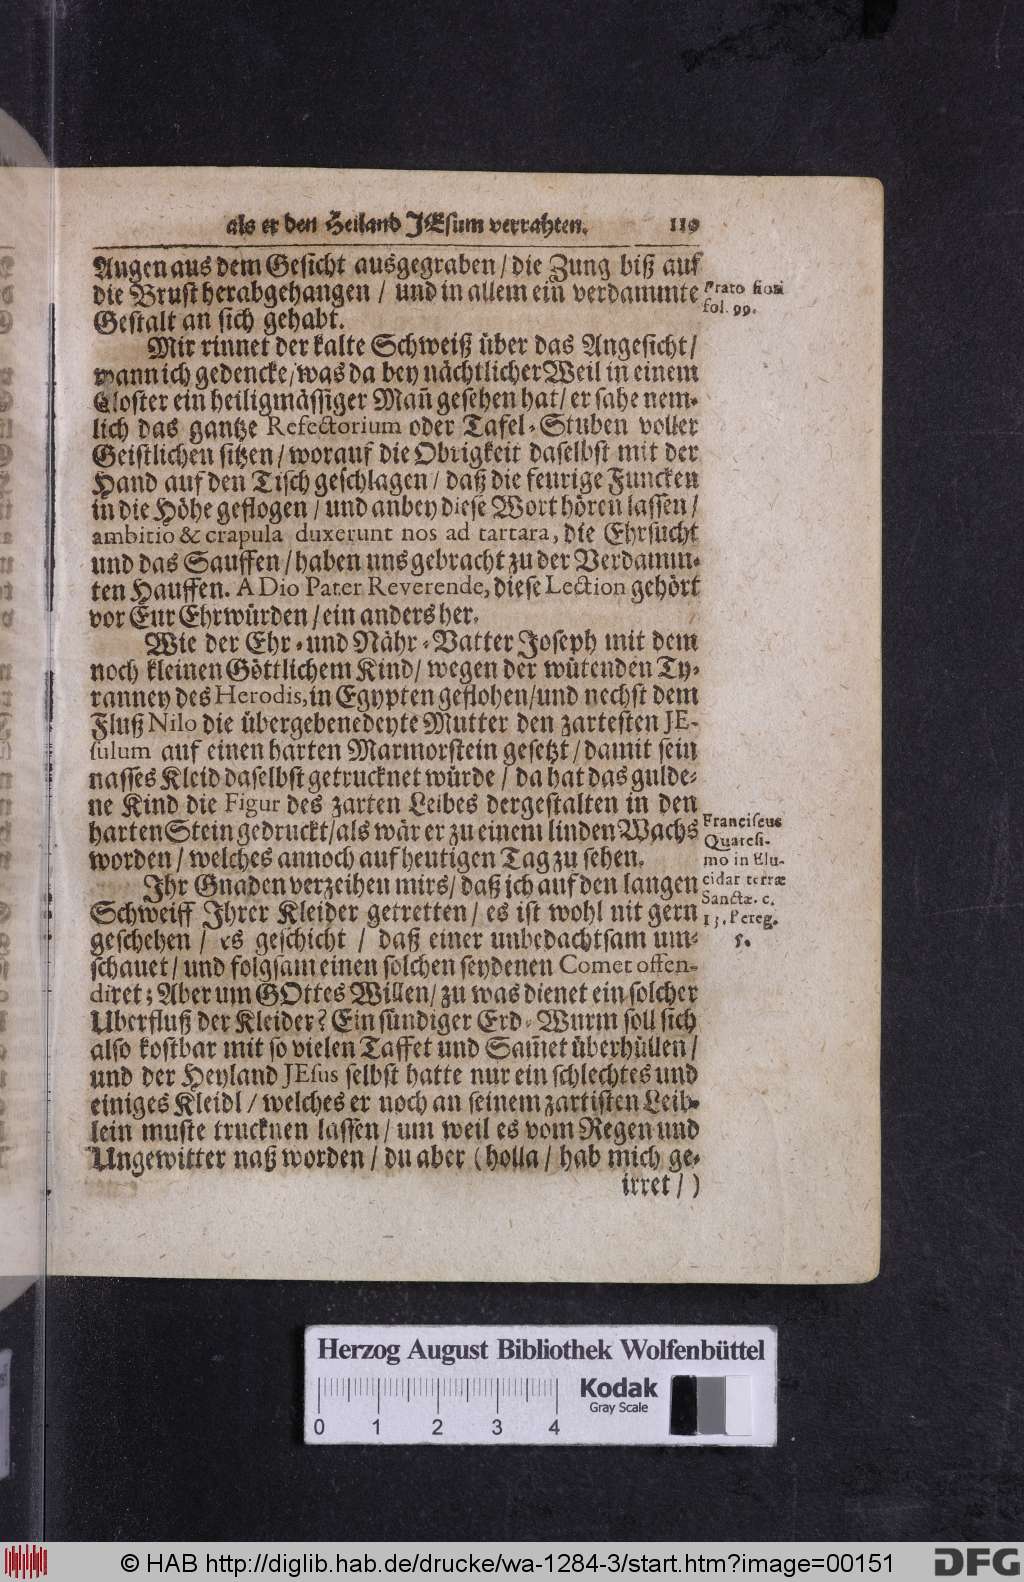 als er den Heiland JEsum verrahten. 119
Augen aus dem Gesicht ausgegraben / die Zung biß auf
die Brust herabgehangen / und in allem ein verdammte
Gestalt an sich gehabt.
Prato fiori
fol. 99.
Mir rinnet der kalte Schweiß über das Angesicht /
wann ich gedencke / was da bey nächtlicher Weil in einem
Closter ein heiligmässiger Mañ gesehen hat / er sahe nem-
lich das gantze Refectorium oder Tafel-Stuben voller
Geistlichen sitzen / worauf die Obrigkeit daselbst mit der
Hand auf den Tisch geschlagen / daß die feurige Funcken
in die Höhe geflogen / und anbey diese Wort hören lassen /
ambitio & crapula duxerunt nos ad tartara, die Ehrsucht
und das Sauffen / haben uns gebracht zu der Verdamm-
ten Hauffen. A Dio Pater Reverende, diese Lection gehört
vor Eur Ehrwürden / ein anders her.
Wie der Ehr- und Nähr-Vatter Joseph mit dem
noch kleinen Göttlichem Kind / wegen der wütenden Ty-
ranney des Herodis, in Egypten geflohen / und nechst dem
Fluß Nilo die übergebenedeyte Mutter den zartesten JE-
sulum auf einen harten Marmorstein gesetzt / damit sein
nasses Kleid daselbst getrucknet würde / da hat das gulde-
ne Kind die Figur des zarten Leibes dergestalten in den
harten Stein gedruckt / als wär er zu einem linden Wachs
worden / welches annoch auf heutigen Tag zu sehen.
Franciscus
Quaresi-
mo in Elu-
cidar terræ
Sanctæ. c.
13. Pereg.
5.
Ihr Gnaden verzeihen mirs / daß ich auf den langen
Schweiff Ihrer Kleider getretten / es ist wohl nit gern
geschehen / es geschicht / daß einer unbedachtsam um-
schauet / und folgsam einen solchen seydenen Comet offen-
diret; Aber um GOttes Willen / zu was dienet ein solcher
Uberfluß der Kleider? Ein sündiger Erd-Wurm soll sich
also kostbar mit so vielen Taffet und Sam̃et überhüllen /
und der Heyland JEsus selbst hatte nur ein schlechtes und
einiges Kleidl / welches er noch an seinem zartisten Leib-
lein muste trucknen lassen / um weil es vom Regen und
Ungewitter naß worden / du aber (holla / hab mich ge-
irret /)
Herzog August Bibliothek Wolfenbüttel
Kodak
Gray Scale
0 1 2 3 4
© HAB http://diglib.hab.de/drucke/wa-1284-3/start.htm?image=00151
DFG